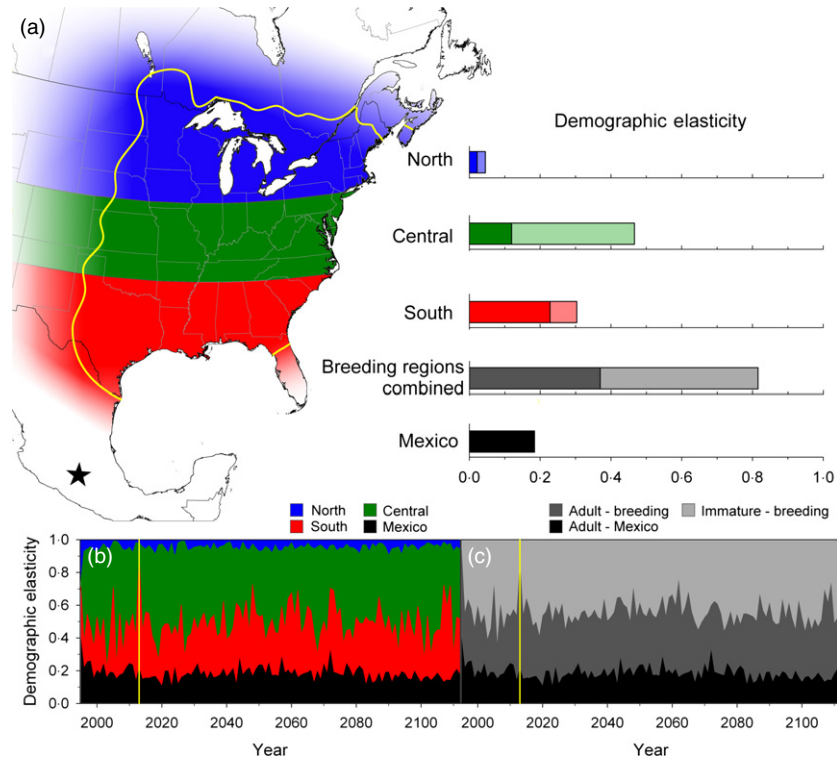 (a)
Demographic elasticity
North
Central
South
Breeding regions
combined
Mexico
0·0 0·2 0·4 0·6 0·8 1·0
North Central
South Mexico
Adult - breeding Immature - breeding
Adult - Mexico
Demographic elasticity
1·0
0·8
0·6
0·4
0·2
0·0
(b)
(c)
2000 2020 2040 2060 2080 2100
2000 2020 2040 2060 2080 2100
Year
Year